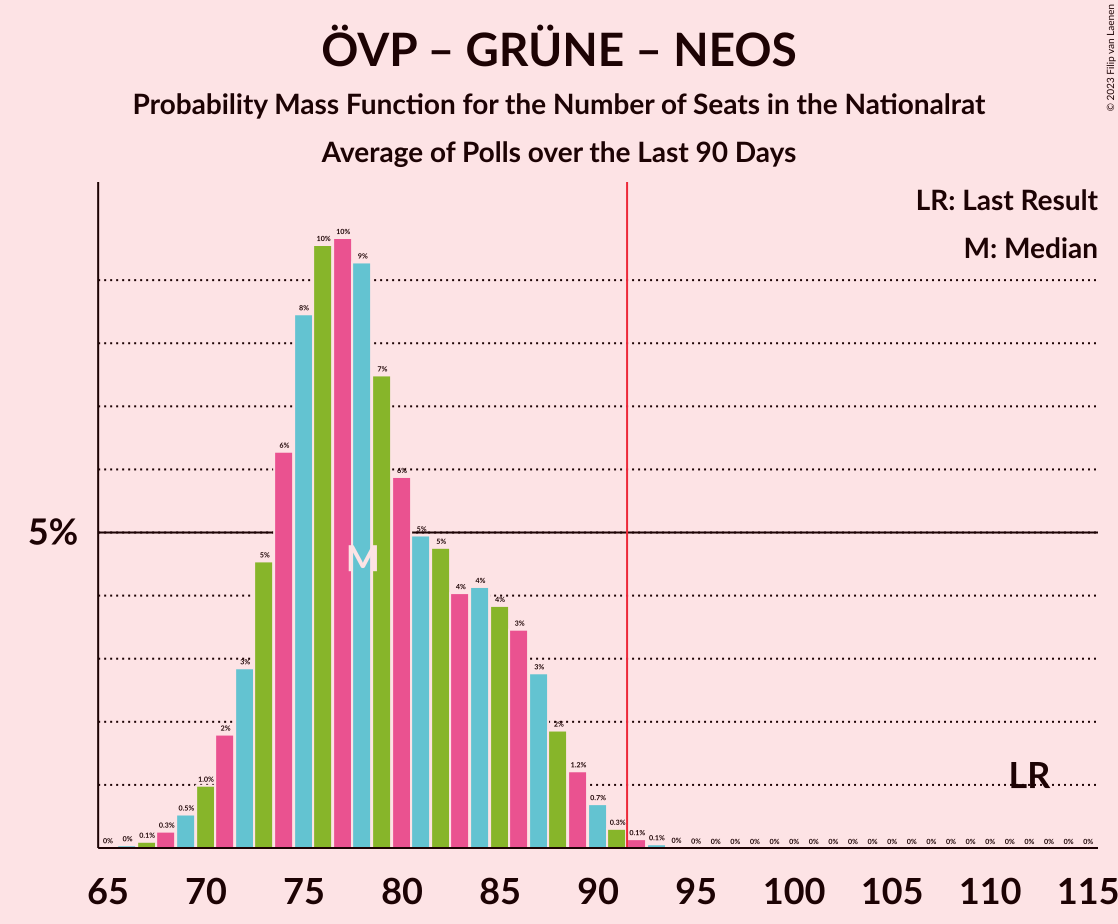 ÖVP – GRÜNE – NEOS
Probability Mass Function for the Number of Seats in the Nationalrat
Average of Polls over the Last 90 Days
© 2023 Filip van Laenen
LR: Last Result
M: Median
5%
0% 0% 0.1% 0.3% 0.5% 1.0% 2% 3% 5% 6% 8% 10% 10% 9% 7% 6% 5% 5% 4% 4% 4% 3% 3% 2% 1.2% 0.7% 0.3% 0.1% 0.1% 0% 0% 0% 0% 0% 0% 0% 0% 0% 0% 0% 0% 0% 0% 0% 0% 0% 0% 0% 0% 0% 0%
M
LR
65 70 75 80 85 90 95 100 105 110 115